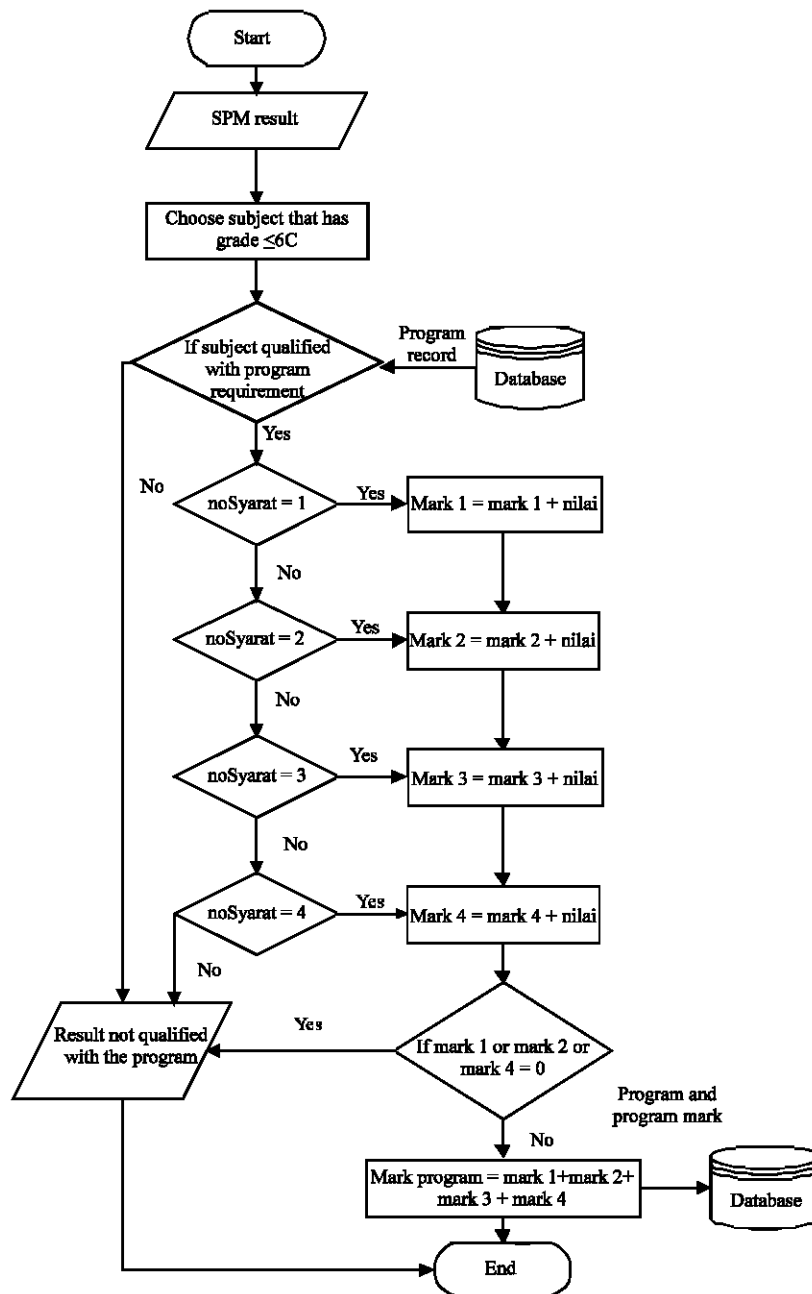 Start
SPM result
Choose subject that has
grade ≤6C
If subject qualified
with program
requirement
Program
record
Database
Yes
No
noSyarat = 1
Yes
Mark 1 = mark 1 + nilai
No
noSyarat = 2
Yes
Mark 2 = mark 2 + nilai
No
noSyarat = 3
Yes
Mark 3 = mark 3 + nilai
No
noSyarat = 4
Yes
Mark 4 = mark 4 + nilai
No
Result not qualified
with the program
Yes
If mark 1 or mark 2 or
mark 4 = 0
Program and
program mark
No
Mark program = mark 1+mark 2+
mark 3 + mark 4
Database
End